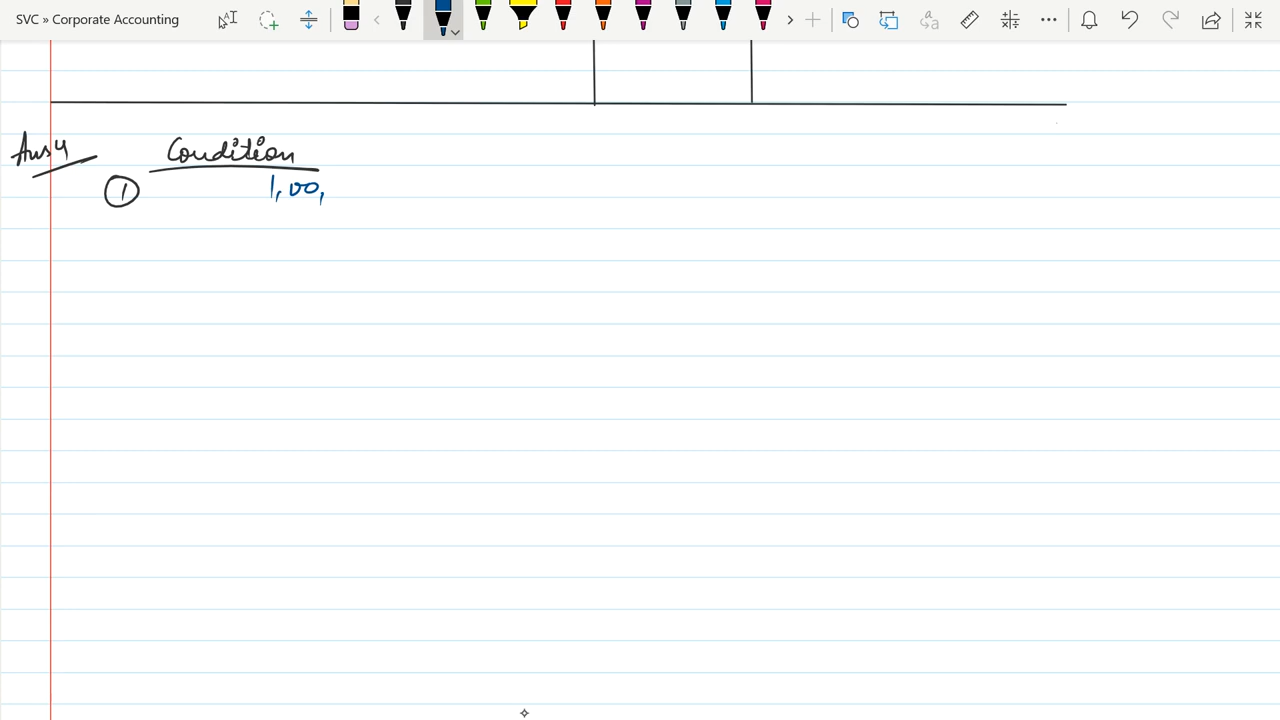 SVC » Corporate Accounting
Ans 4 Condition
① 1,00,